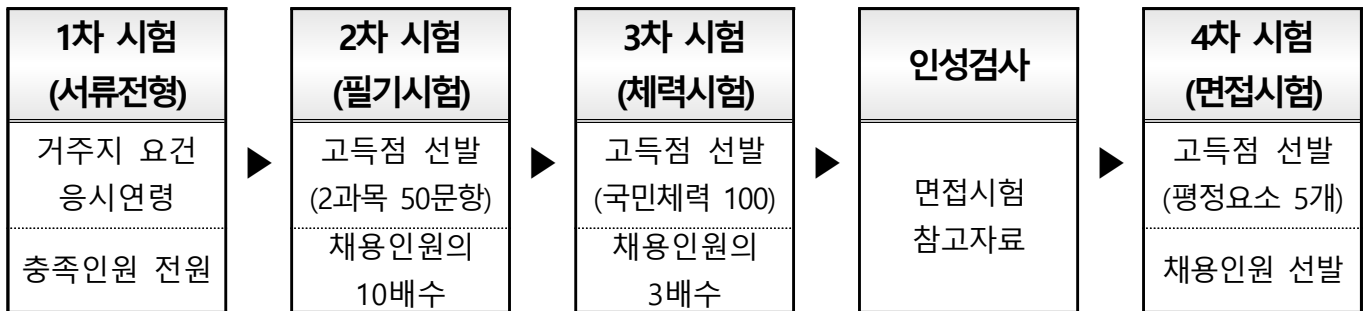 1차 시험
(서류전형)
거주지 요건
응시연령
충족인원 전원
▶
2차 시험
(필기시험)
고득점 선발
(2과목 50문항)
채용인원의
10배수
▶
3차 시험
(체력시험)
고득점 선발
(국민체력 100)
채용인원의
3배수
▶
인성검사
면접시험
참고자료
▶
4차 시험
(면접시험)
고득점 선발
(평정요소 5개)
채용인원 선발